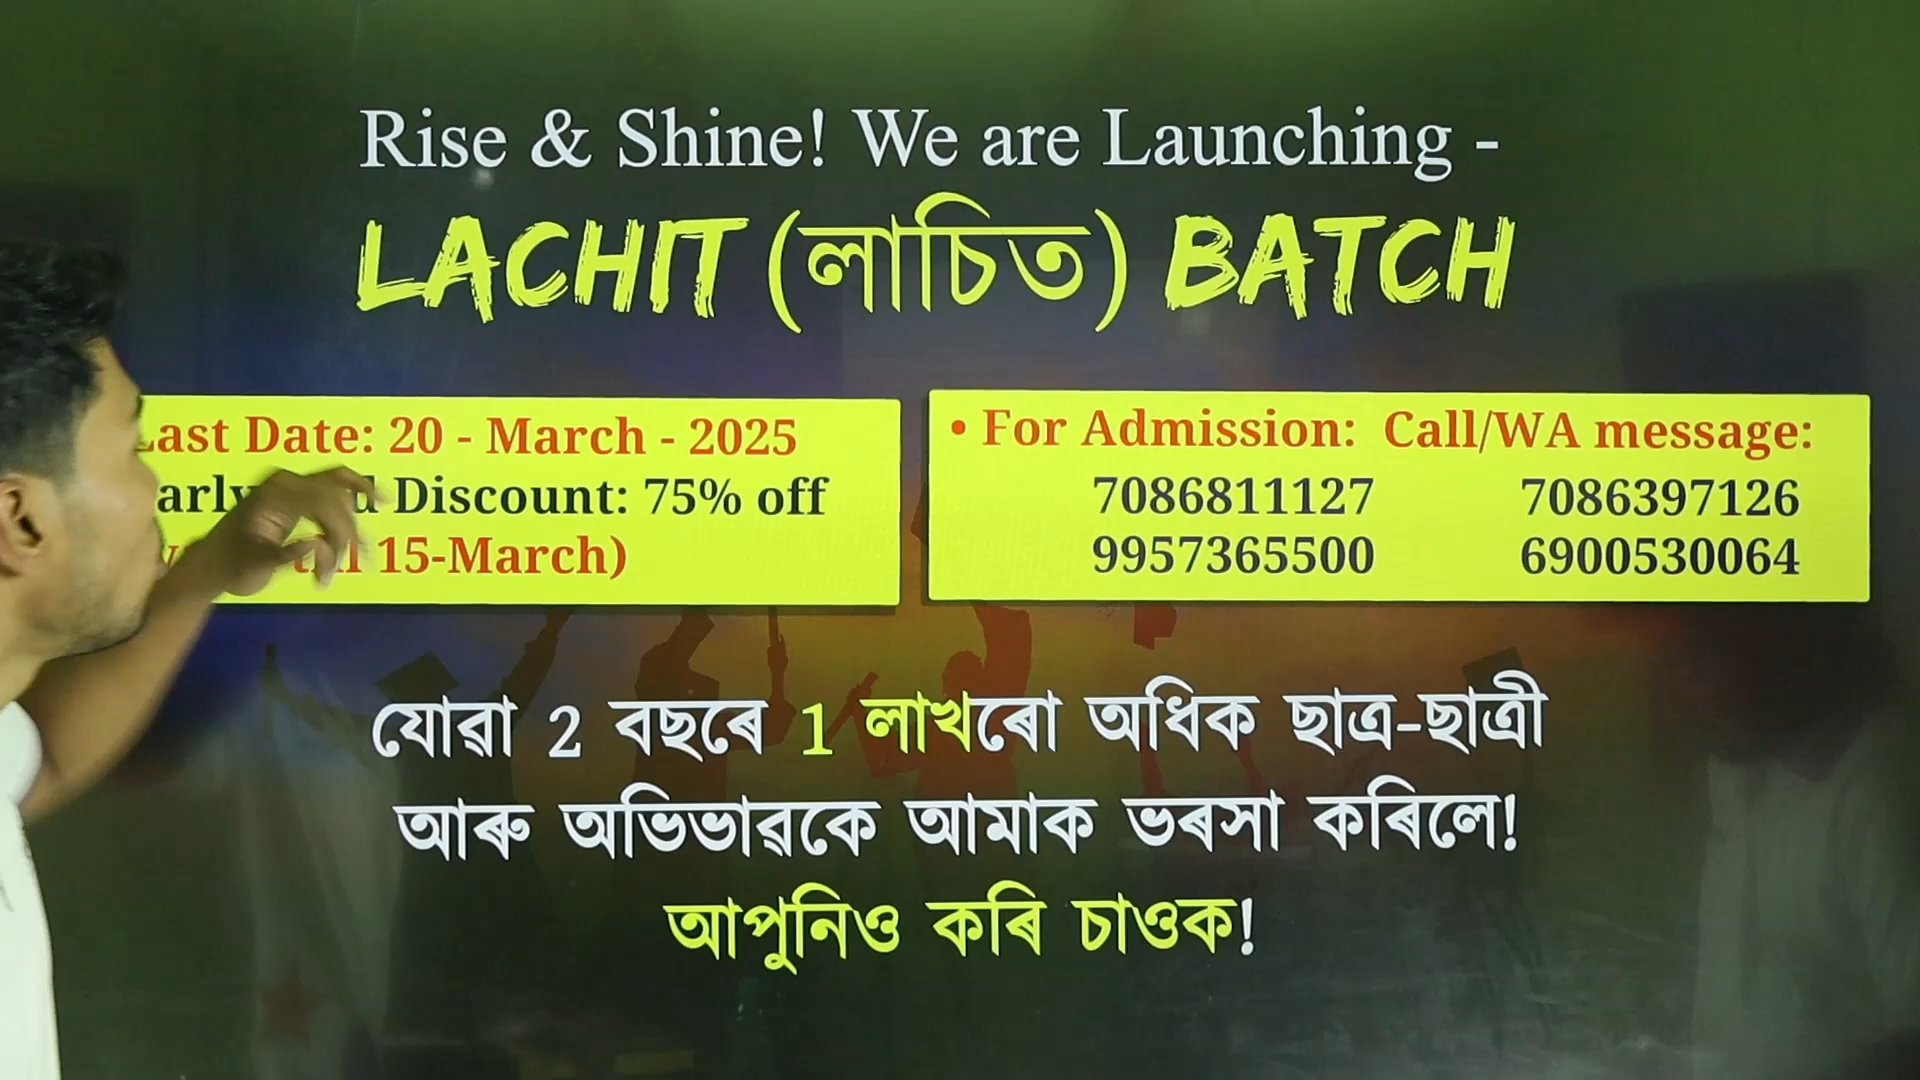 Rise & Shine! We are Launching -
LACHIT (লাচিত) BATCH
Last Date: 20 - March - 2025
Discount: 75% off
15-March)
• For Admission: Call/WA message:
7086811127 7086397126
9957365500 6900530064
যোৱা 2 বছৰে 1 লাখৰো অধিক ছাত্ৰ-ছাত্ৰী
আৰু অভিভাৱকে আমাক ভৰসা কৰিলে!
আপুনিও কৰি চাওক!